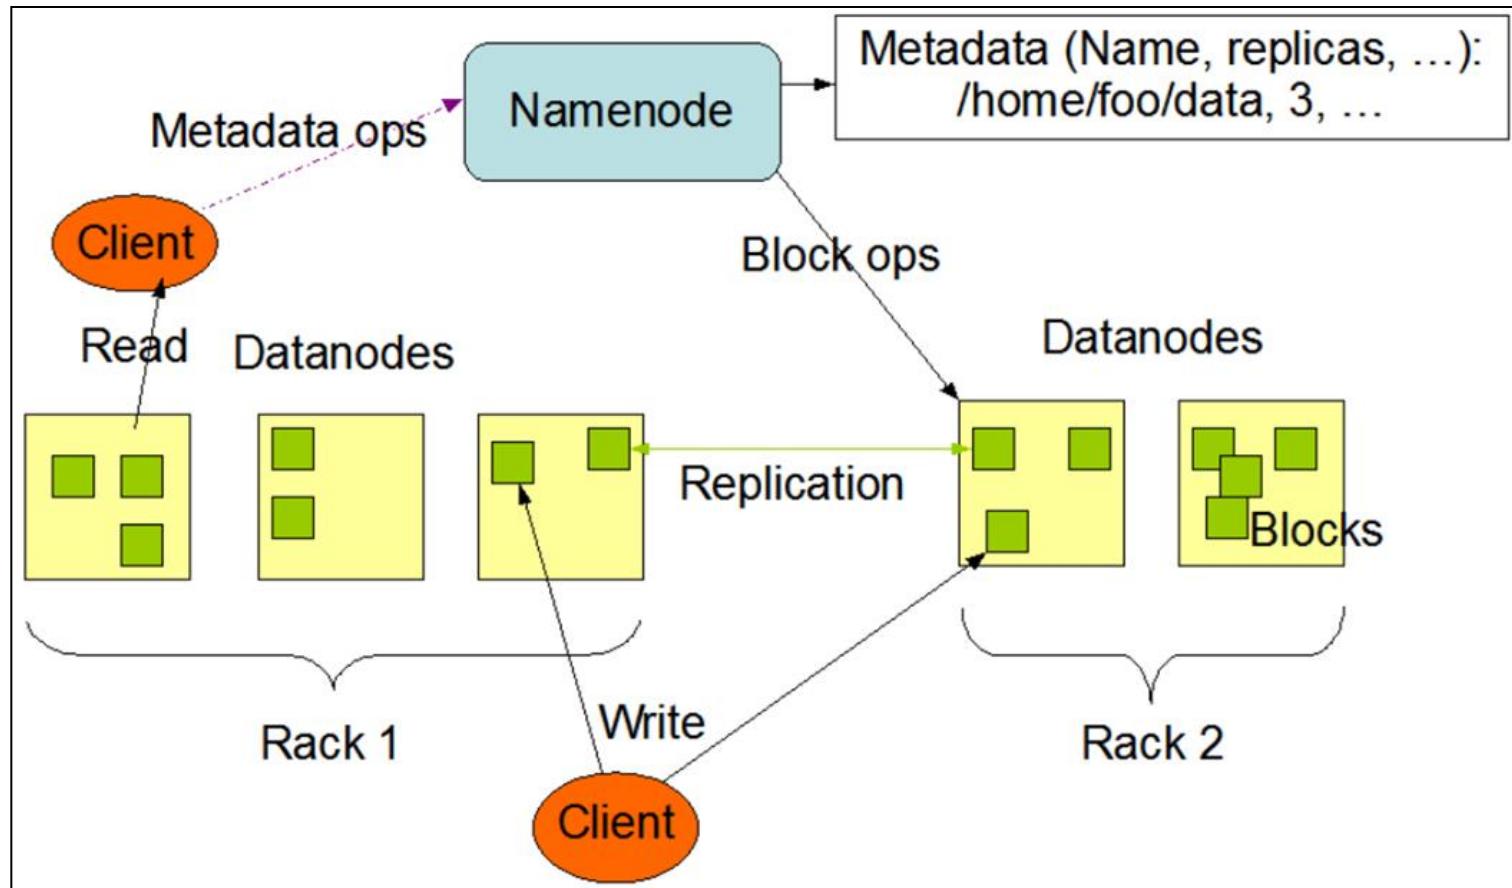 Metadata (Name, replicas, …):
/home/foo/data, 3, …
Namenode
Metadata ops
Client
Block ops
Read
Datanodes
Datanodes
Replication
Blocks
Rack 1
Write
Rack 2
Client